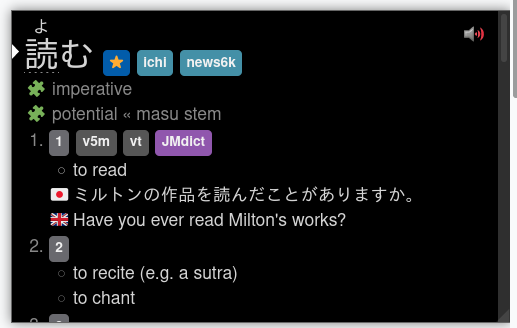 よ
読む ichi news6k
imperative
potential « masu stem
1. 1 v5m vt JMdict
to read
ミルトンの作品を読んだことがありますか。
Have you ever read Milton's works?
2. 2
to recite (e.g. a sutra)
to chant